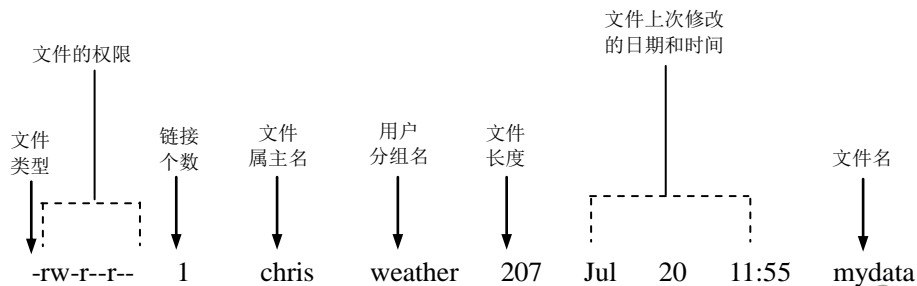 文件上次修改
的日期和时间
文件的权限
文件
类型
链接
个数
文件
属主名
用户
分组名
文件
长度
文件名
-rw-r--r-- 1 chris weather 207 Jul 20 11:55 mydata